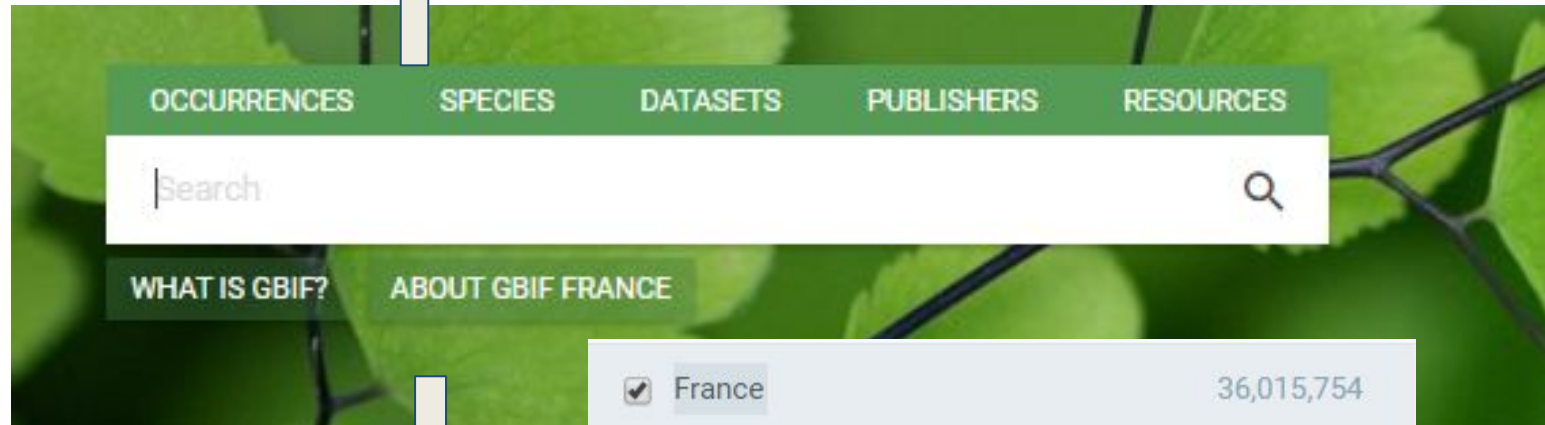 OCCURRENCES SPECIES DATASETS PUBLISHERS RESOURCES
Search
WHAT IS GBIF? ABOUT GBIF FRANCE
France 36,015,754